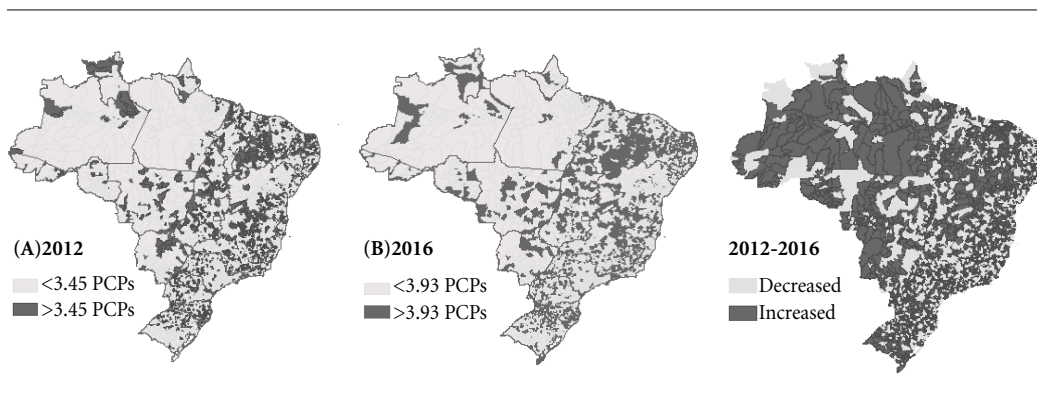 (A)2012
<3.45 PCPs
>3.45 PCPs
(B)2016
<3.93 PCPs
>3.93 PCPs
2012-2016
Decreased
Increased